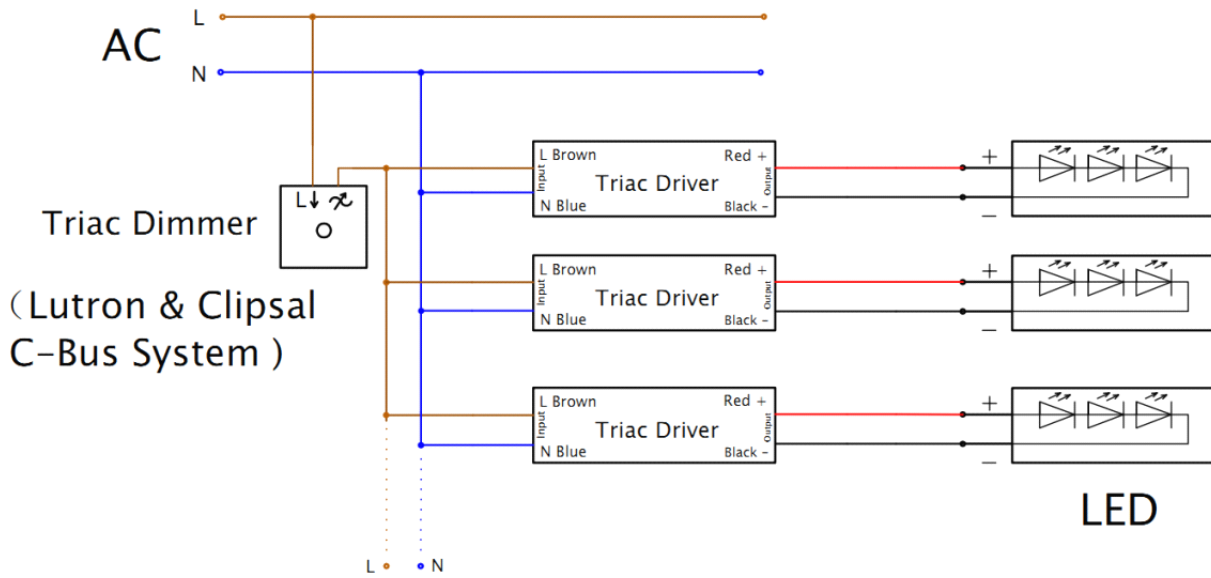 L
AC
N
L Brown
Red +
Input
Triac Driver
Output
N Blue
Black -
+
−
L
Triac Dimmer
(Lutron & Clipsal
C-Bus System )
L Brown
Red +
Input
Triac Driver
Output
N Blue
Black -
+
−
L Brown
Red +
Input
Triac Driver
Output
N Blue
Black -
+
−
LED
L
N